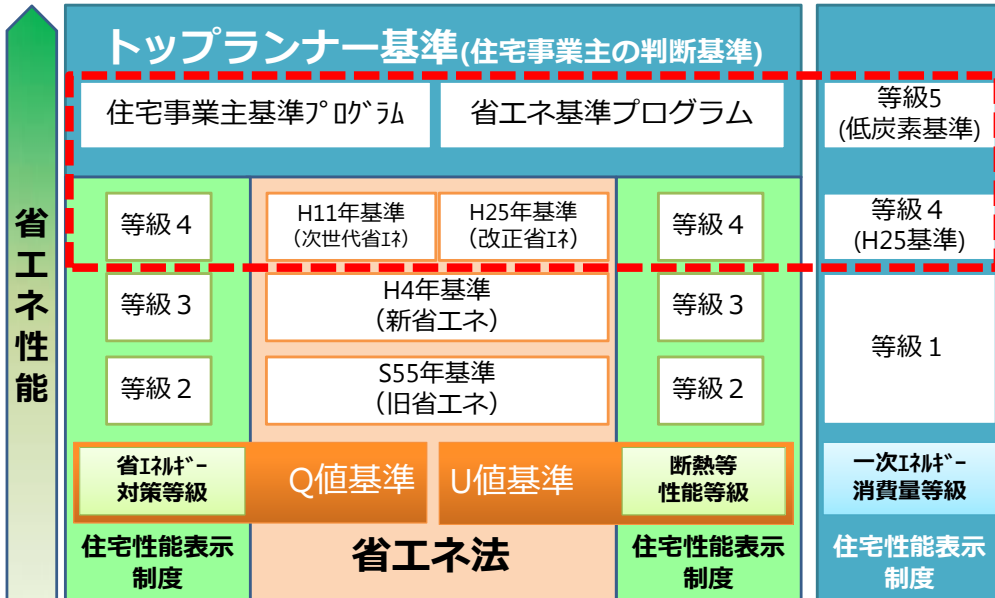 省エネ性能
トップランナー基準(住宅事業主の判断基準)
住宅事業主基準ﾌﾟﾛｸﾞﾗﾑ
省エネ基準プログラム
等級5
(低炭素基準)
等級４
H11年基準
（次世代省ｴﾈ）
H25年基準
（改正省ｴﾈ）
等級４
等級４
(H25基準)
等級３
H4年基準
（新省エネ）
等級３
等級１
等級２
S55年基準
（旧省エネ）
等級２
省ｴﾈﾙｷﾞｰ
対策等級
Q値基準
U値基準
断熱等
性能等級
一次ｴﾈﾙｷﾞｰ
消費量等級
住宅性能表示
制度
省エネ法
住宅性能表示
制度
住宅性能表示
制度